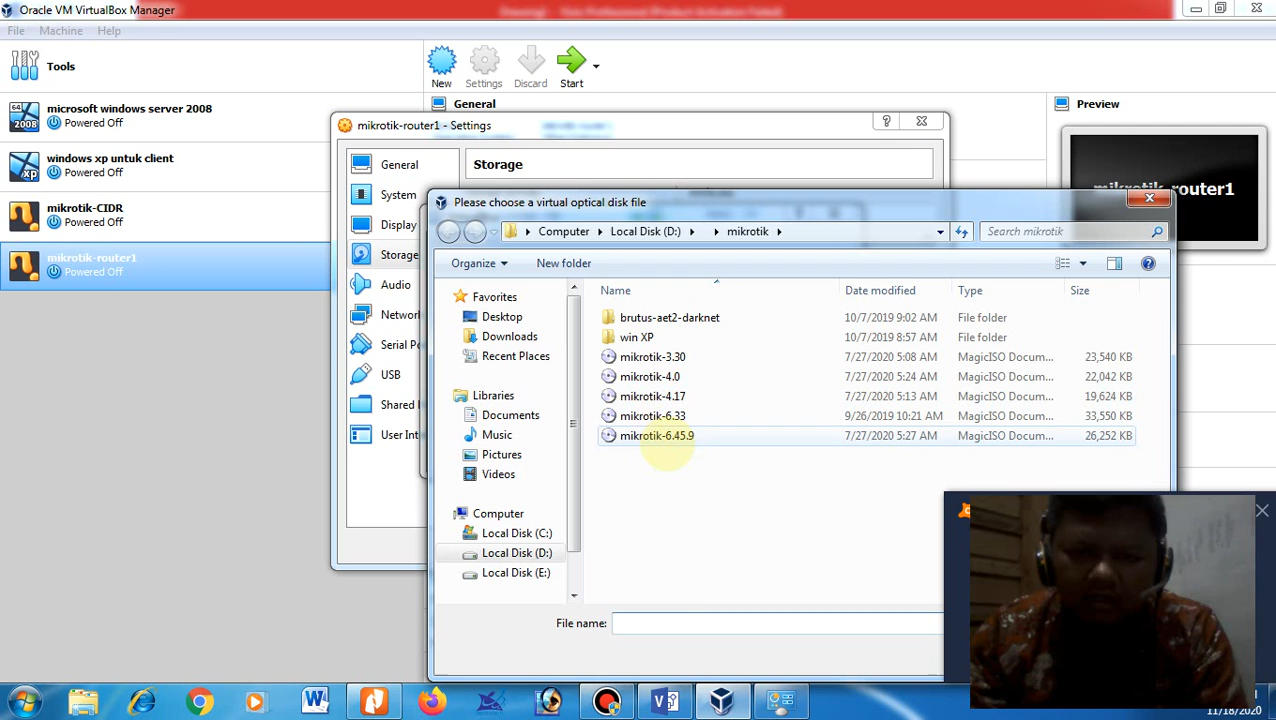 Oracle VM VirtualBox Manager
File Machine Help
Tools
New Settings Discard Start
General
Preview
microsoft windows server 2008
Powered Off
64
2008
windows xp untuk client
Powered Off
xp
mikrotik-CIDR
Powered Off
mikrotik-router1
Powered Off
mikrotik-router1
mikrotik-router1 - Settings
General
System
Display
Storage
Audio
Network
Serial Po
USB
Shared
User Int
Storage
Please choose a virtual optical disk file
Computer Local Disk (D:) mikrotik
Search mikrotik
Organize New folder
Favorites
Desktop
Downloads
Recent Places
Libraries
Documents
Music
Pictures
Videos
Computer
Local Disk (C:)
Local Disk (D:)
Local Disk (E:)
Name Date modified Type Size
brutus-aet2-darknet 10/7/2019 9:02 AM File folder
win XP 10/7/2019 8:57 AM File folder
mikrotik-3.30 7/27/2020 5:08 AM MagicISO Docum... 23,540 KB
mikrotik-4.0 7/27/2020 5:24 AM MagicISO Docum... 22,042 KB
mikrotik-4.17 7/27/2020 5:13 AM MagicISO Docum... 19,624 KB
mikrotik-6.33 9/26/2019 10:21 AM MagicISO Docum... 33,550 KB
mikrotik-6.45.9 7/27/2020 5:27 AM MagicISO Docum... 26,252 KB
File name:
11/18/2020